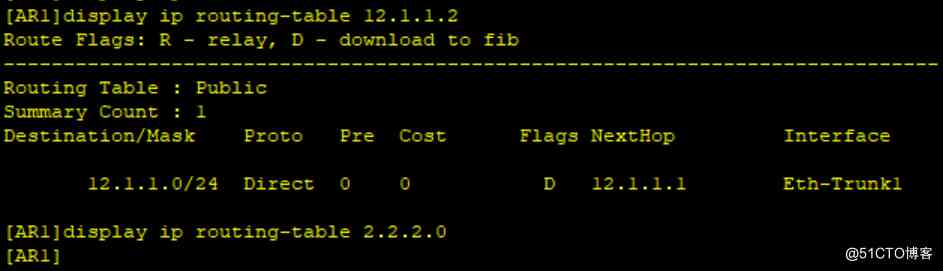 [AR1]display ip routing-table 12.1.1.2
Route Flags: R - relay, D - download to fib
------------------------------------------------------------------------------
Routing Table : Public
Summary Count : 1
Destination/Mask    Proto   Pre  Cost      Flags NextHop         Interface
12.1.1.0/24  Direct  0    0           D   12.1.1.1        Eth-Trunk1
[AR1]display ip routing-table 2.2.2.0
[AR1]
@51CTO博客